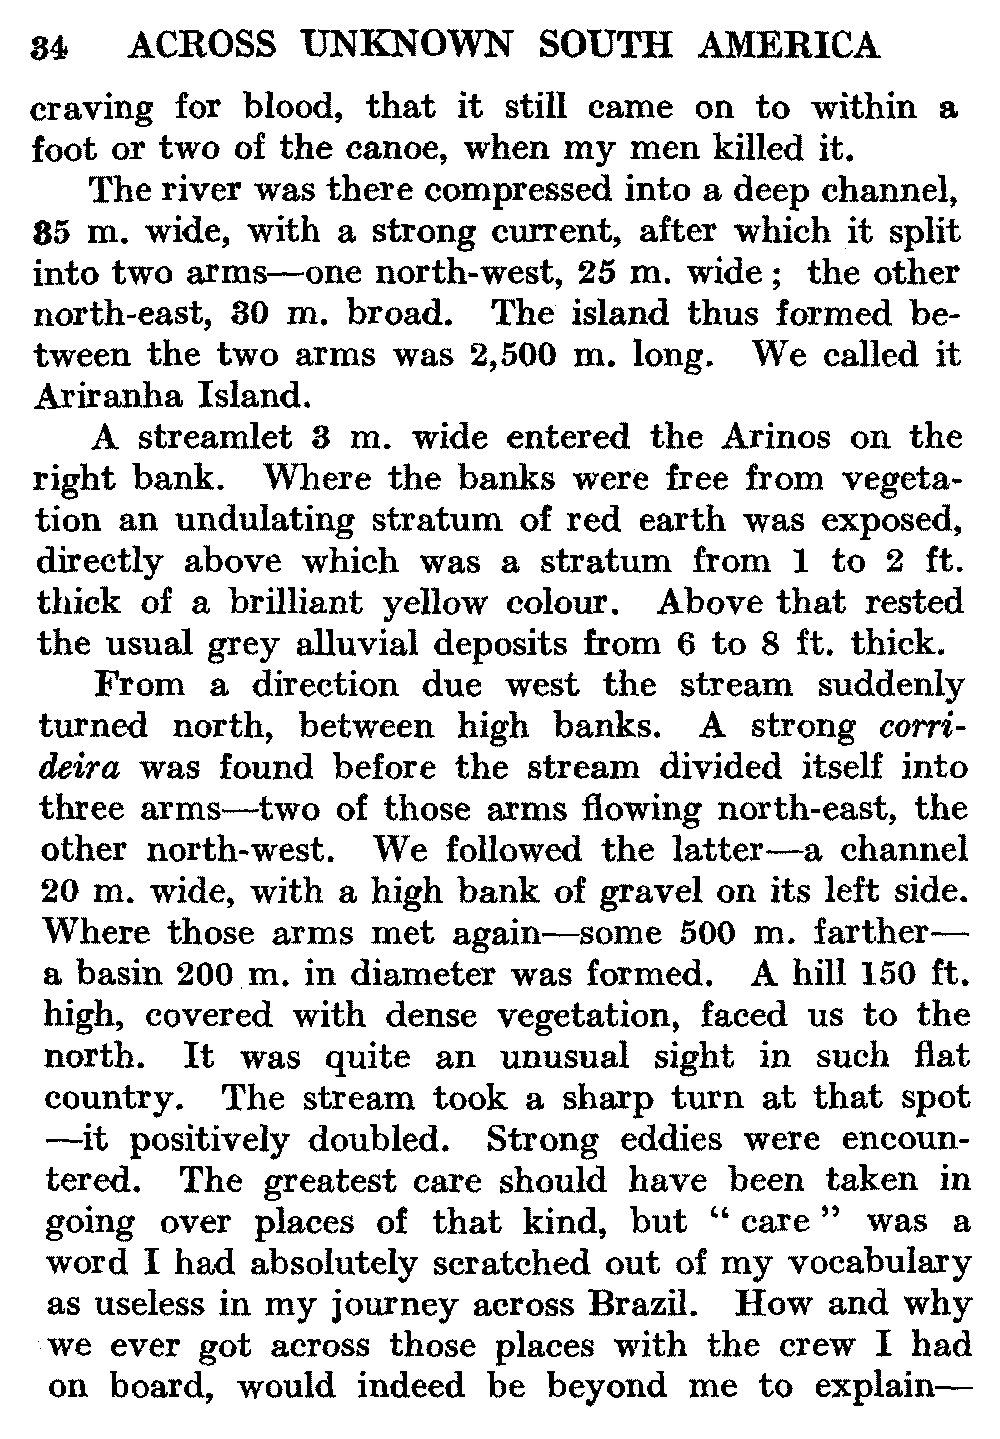 34 ACROSS UNKNOWN SOUTH AMERICA
craving for blood, that it still came on to within a
foot or two of the canoe, when my men killed it.
The river was there compressed into a deep channel,
85 m. wide, with a strong current, after which it split
into two arms—one north-west, 25 m. wide; the other
north-east, 30 m. broad. The island thus formed be-
tween the two arms was 2,500 m. long. We called it
Ariranha Island.
A streamlet 3 m. wide entered the Arinos on the
right bank. Where the banks were free from vegeta-
tion an undulating stratum of red earth was exposed,
directly above which was a stratum from 1 to 2 ft.
thick of a brilliant yellow colour. Above that rested
the usual grey alluvial deposits from 6 to 8 ft. thick.
From a direction due west the stream suddenly
turned north, between high banks. A strong corri-
deira was found before the stream divided itself into
three arms—two of those arms flowing north-east, the
other north-west. We followed the latter—a channel
20 m. wide, with a high bank of gravel on its left side.
Where those arms met again—some 500 m. farther—
a basin 200 m. in diameter was formed. A hill 150 ft.
high, covered with dense vegetation, faced us to the
north. It was quite an unusual sight in such flat
country. The stream took a sharp turn at that spot
—it positively doubled. Strong eddies were encoun-
tered. The greatest care should have been taken in
going over places of that kind, but “ care ” was a
word I had absolutely scratched out of my vocabulary
as useless in my journey across Brazil. How and why
we ever got across those places with the crew I had
on board, would indeed be beyond me to explain—